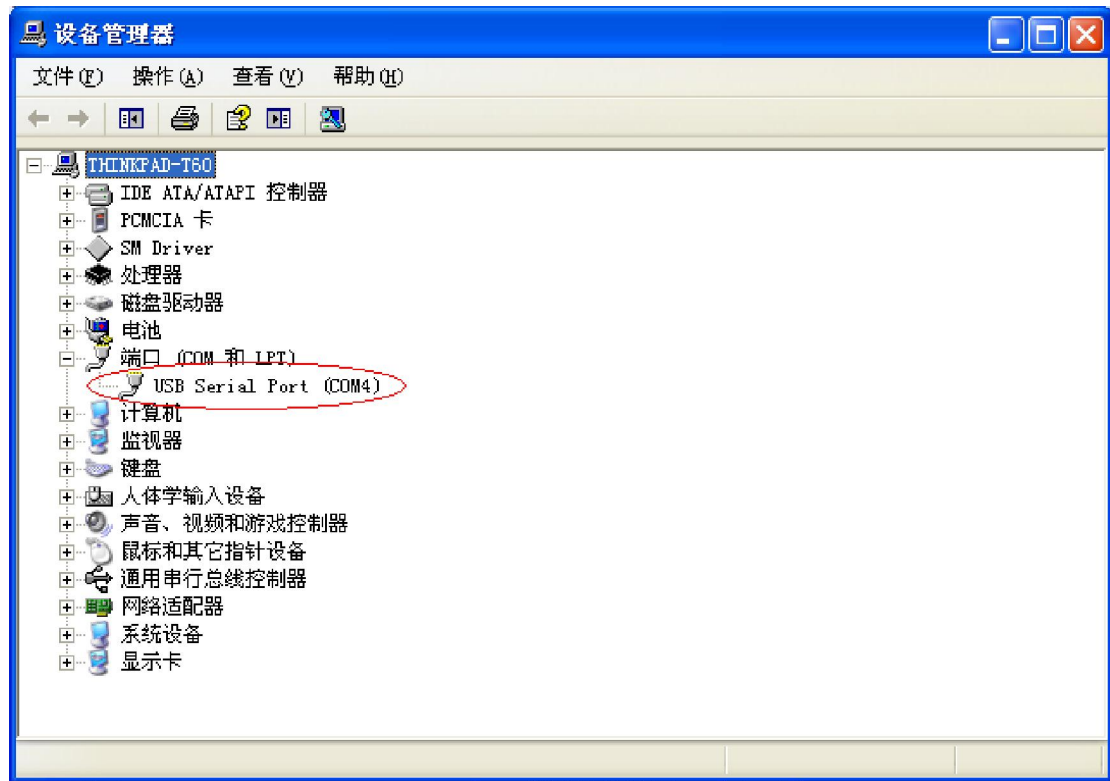 设备管理器
文件(F) 操作(A) 查看(V) 帮助(H)
THINKPAD-T60
IDE ATA/ATAPI 控制器
PCMCIA 卡
SM Driver
处理器
磁盘驱动器
电池
端口 (COM 和 LPT)
USB Serial Port (COM4)
计算机
监视器
键盘
人体学输入设备
声音、视频和游戏控制器
鼠标和其它指针设备
通用串行总线控制器
网络适配器
系统设备
显示卡